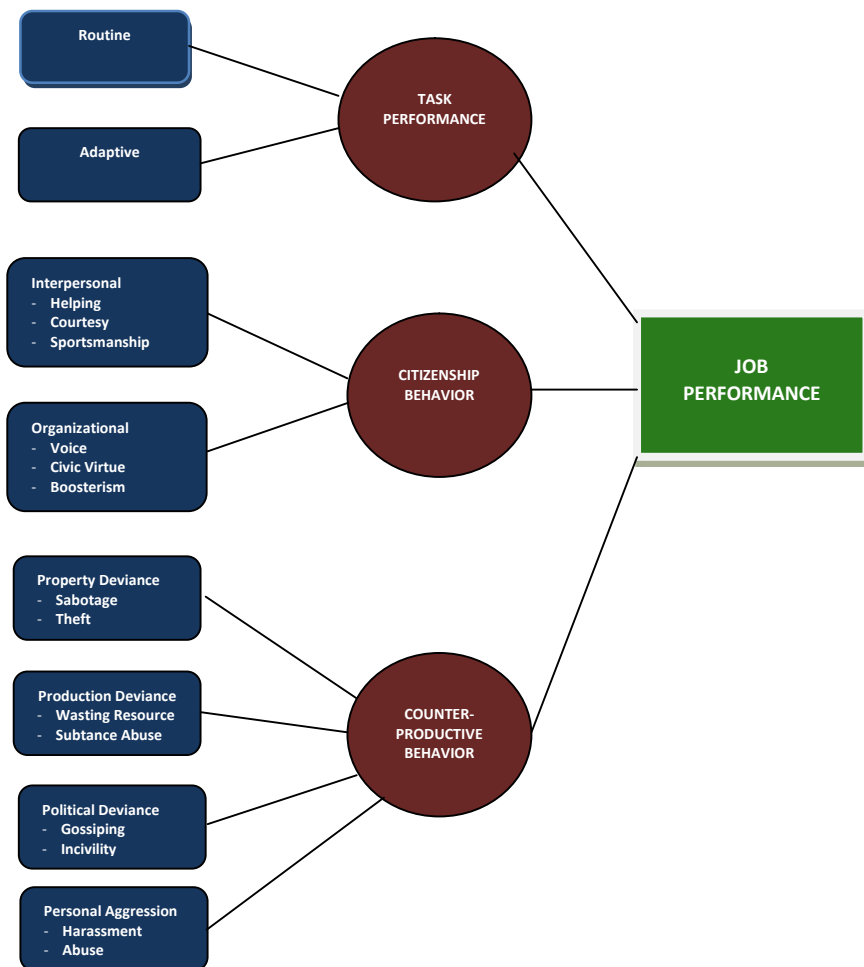 Routine
Adaptive
TASK
PERFORMANCE
Interpersonal
- Helping
- Courtesy
- Sportsmanship
Organizational
- Voice
- Civic Virtue
- Boosterism
CITIZENSHIP
BEHAVIOR
JOB
PERFORMANCE
Property Deviance
- Sabotage
- Theft
Production Deviance
- Wasting Resource
- Subtance Abuse
Political Deviance
- Gossiping
- Incivility
Personal Aggression
- Harassment
- Abuse
COUNTER-
PRODUCTIVE
BEHAVIOR